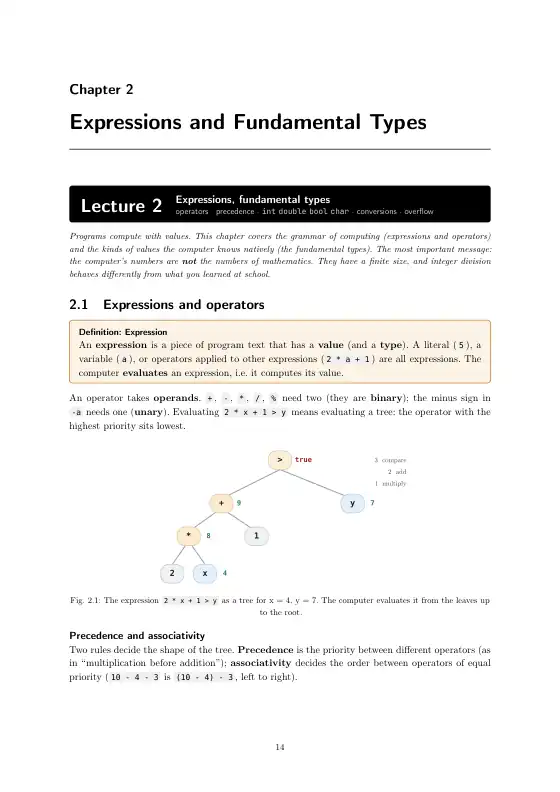 Chapter 2
Expressions and Fundamental Types
Lecture 2
Expressions, fundamental types
operators · precedence · int double bool char · conversions · overflow
Programs compute with values. This chapter covers the grammar of computing (expressions and operators)
and the kinds of values the computer knows natively (the fundamental types). The most important message:
the computer's numbers are not the numbers of mathematics. They have a finite size, and integer division
behaves differently from what you learned at school.
2.1 Expressions and operators
Definition: Expression
An expression is a piece of program text that has a value (and a type). A literal ( 5 ), a
variable ( a ), or operators applied to other expressions ( 2 * a + 1 ) are all expressions. The
computer evaluates an expression, i.e. it computes its value.
An operator takes operands. + , - , * , / , % need two (they are binary); the minus sign in
-a needs one (unary). Evaluating 2 * x + 1 > y means evaluating a tree: the operator with the
highest priority sits lowest.
> true
3 compare
2 add
1 multiply
+ 9
y 7
* 8
1
2
x 4
Fig. 2.1: The expression 2 * x + 1 > y as a tree for x = 4, y = 7. The computer evaluates it from the leaves up
to the root.
Precedence and associativity
Two rules decide the shape of the tree. Precedence is the priority between different operators (as
in “multiplication before addition”); associativity decides the order between operators of equal
priority ( 10 - 4 - 3 is (10 - 4) - 3 , left to right).
14